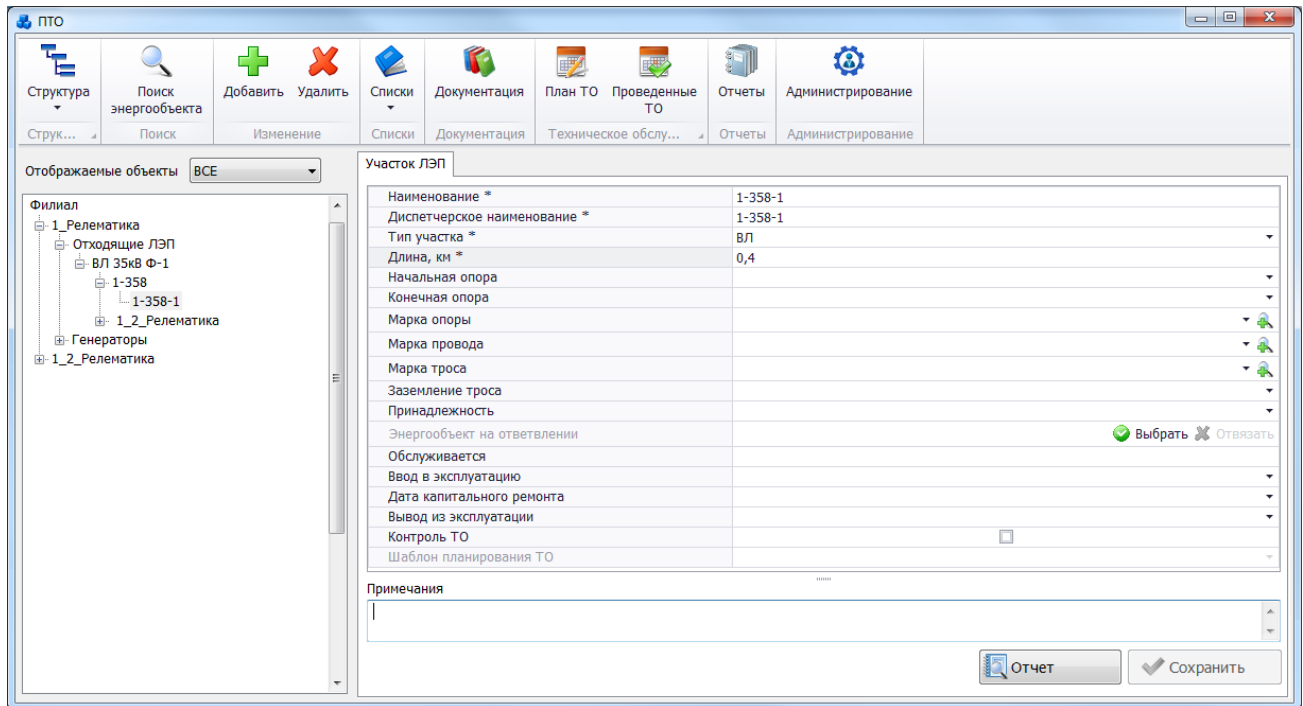 ПТО
Структура
Поиск
энергообъекта
Добавить
Удалить
Списки
Документация
План ТО
Проведенные
ТО
Отчеты
Администрирование
Струк...
Поиск
Изменение
Списки
Документация
Техническое обслу...
Отчеты
Администрирование
Отображаемые объекты ВСЕ
Филиал
1_Релематика
Отходящие ЛЭП
ВЛ 35кВ Ф-1
1-358
1-358-1
1_2_Релематика
Генераторы
1_2_Релематика
Участок ЛЭП
Наименование * 1-358-1
Диспетчерское наименование * 1-358-1
Тип участка * ВЛ
Длина, км * 0,4
Начальная опора
Конечная опора
Марка опоры
Марка провода
Марка троса
Заземление троса
Принадлежность
Энергообъект на ответвлении Выбрать Отвязать
Обслуживается
Ввод в эксплуатацию
Дата капитального ремонта
Вывод из эксплуатации
Контроль ТО
Шаблон планирования ТО
Примечания
Отчет
Сохранить